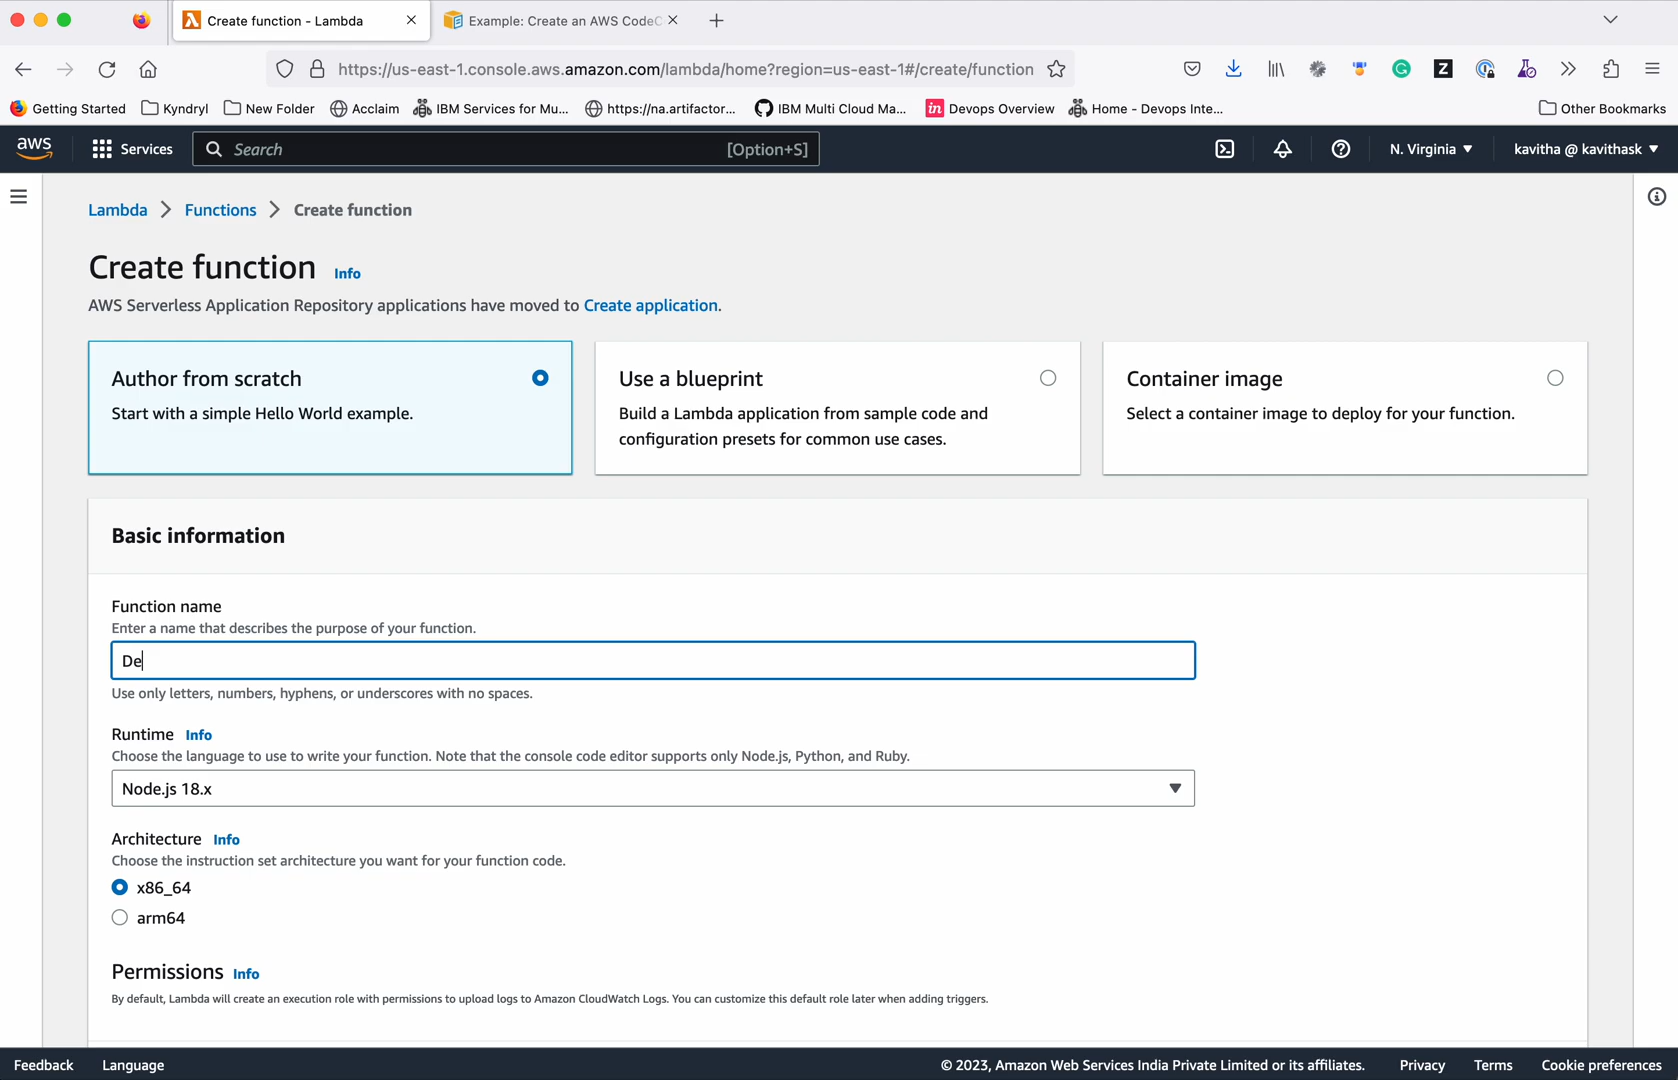 Create function - Lambda
Example: Create an AWS CodeC
https://us-east-1.console.aws.amazon.com/lambda/home?region=us-east-1#/create/function
Getting Started
Kyndryl
New Folder
Acclaim
IBM Services for Mu...
https://na.artifactor...
IBM Multi Cloud Ma...
in Devops Overview
Home - Devops Inte...
Other Bookmarks
aws
Services
Search
[Option+S]
N. Virginia
kavitha @ kavithask
Lambda
Functions
Create function
Create function Info
AWS Serverless Application Repository applications have moved to Create application.
Author from scratch
Start with a simple Hello World example.
Use a blueprint
Build a Lambda application from sample code and
configuration presets for common use cases.
Container image
Select a container image to deploy for your function.
Basic information
Function name
Enter a name that describes the purpose of your function.
De
Use only letters, numbers, hyphens, or underscores with no spaces.
Runtime Info
Choose the language to use to write your function. Note that the console code editor supports only Node.js, Python, and Ruby.
Node.js 18.x
Architecture Info
Choose the instruction set architecture you want for your function code.
x86_64
arm64
Permissions Info
By default, Lambda will create an execution role with permissions to upload logs to Amazon CloudWatch Logs. You can customize this default role later when adding triggers.
Feedback
Language
© 2023, Amazon Web Services India Private Limited or its affiliates.
Privacy
Terms
Cookie preferences